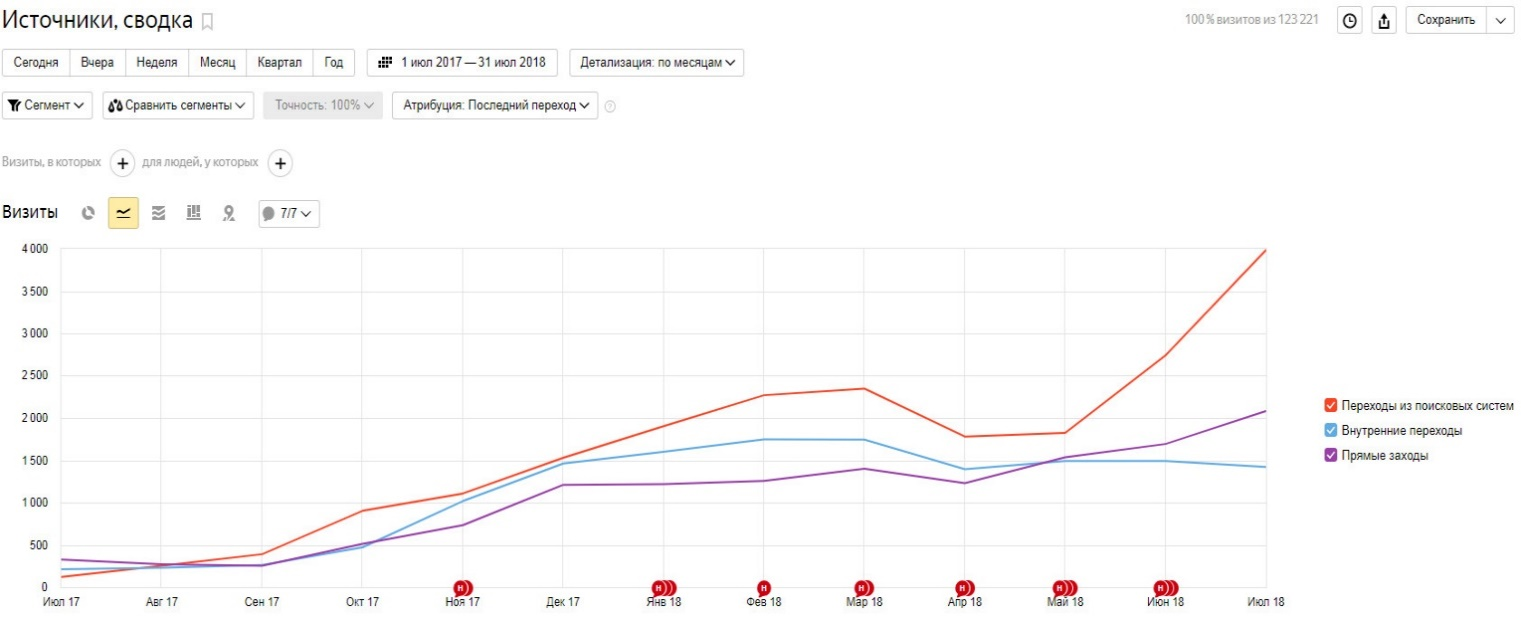 Источники, сводка
100 % визитов из 123 221
Сохранить
Сегодня Вчера Неделя Месяц Квартал Год 1 июл 2017 — 31 июл 2018 Детализация: по месяцам
Сегмент Сравнить сегменты Точность: 100% Атрибуция: Последний переход ?
Визиты, в которых + для людей, у которых +
Визиты 7/7
4 000
3 500
3 000
2 500
2 000
1 500
1 000
500
0
Н Н Н Н Н Н Н
Июл 17 Авг 17 Сен 17 Окт 17 Ноя 17 Дек 17 Янв 18 Фев 18 Мар 18 Апр 18 Май 18 Июн 18 Июл 18
Переходы из поисковых систем
Внутренние переходы
Прямые заходы